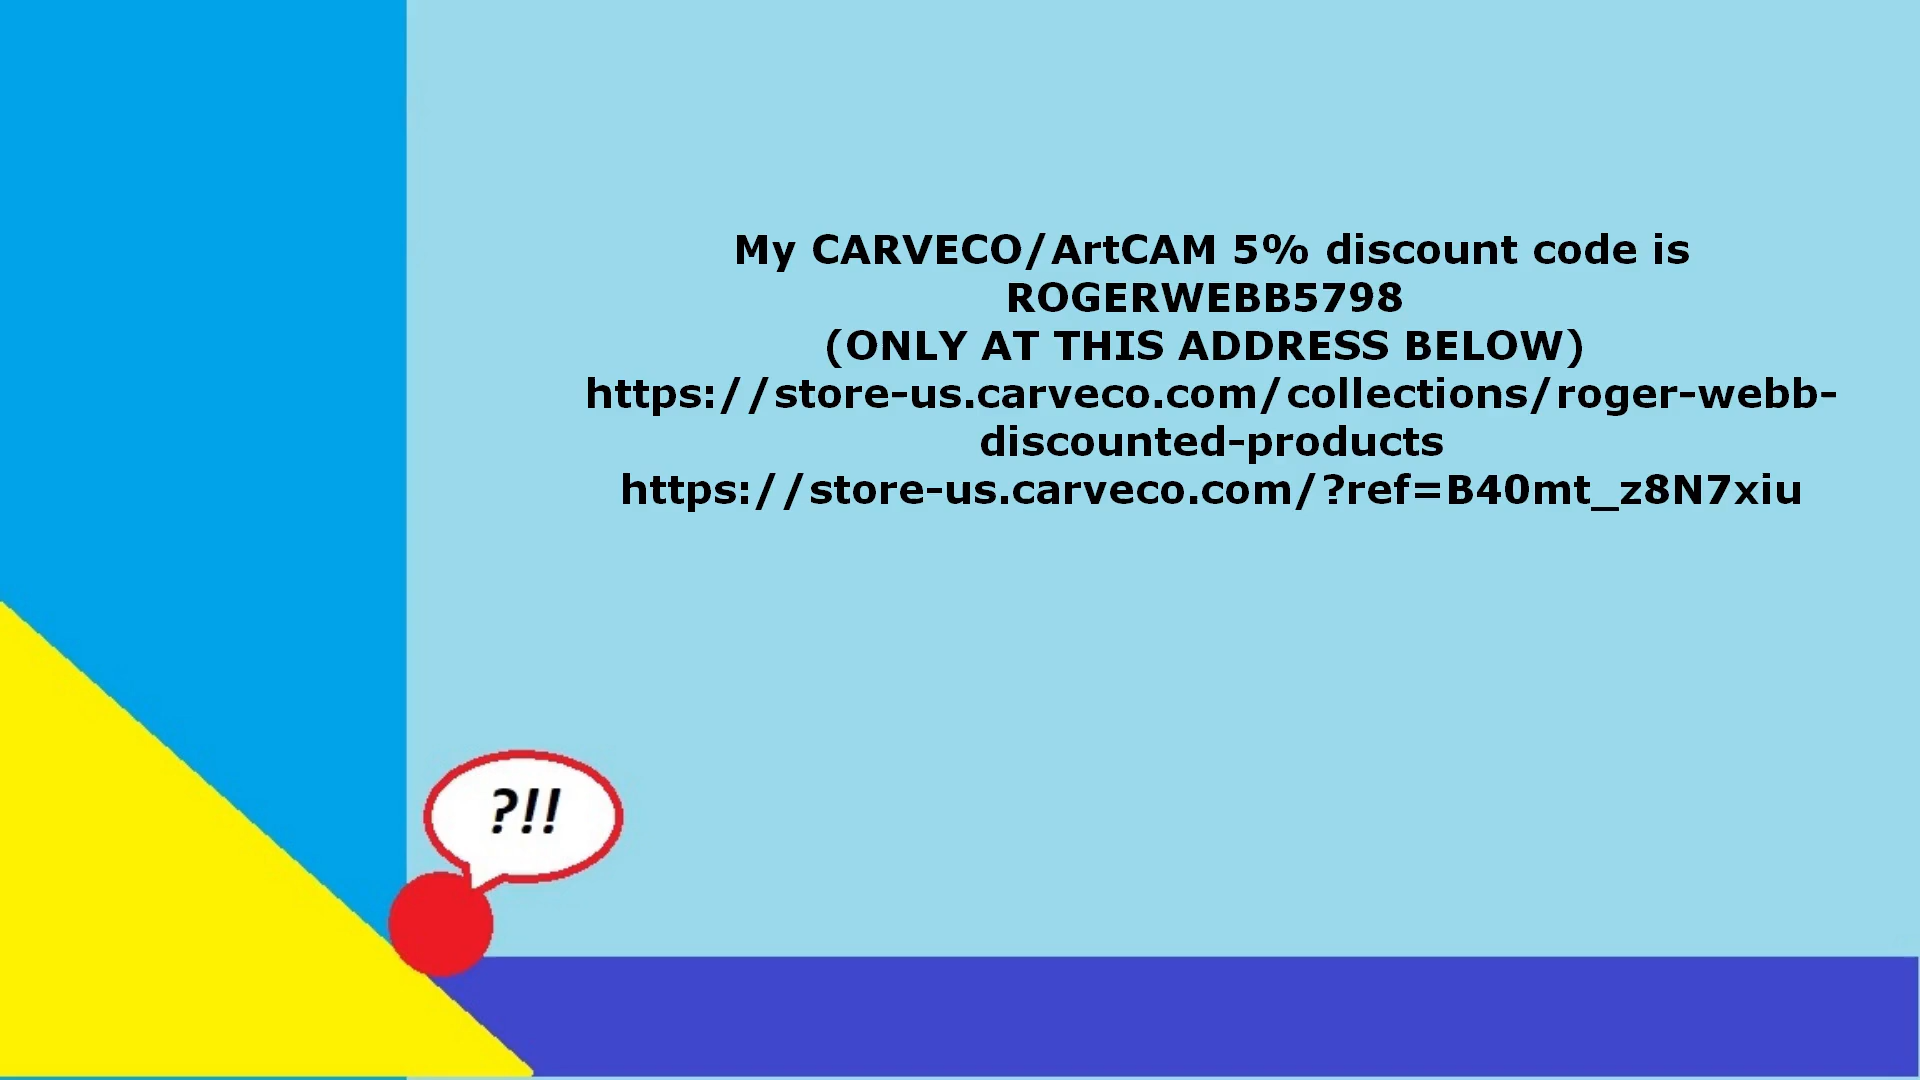 My CARVECO/ArtCAM 5% discount code is
ROGERWEBB5798
(ONLY AT THIS ADDRESS BELOW)
https://store-us.carveco.com/collections/roger-webb-
discounted-products
https://store-us.carveco.com/?ref=B40mt_z8N7xiu
?!!